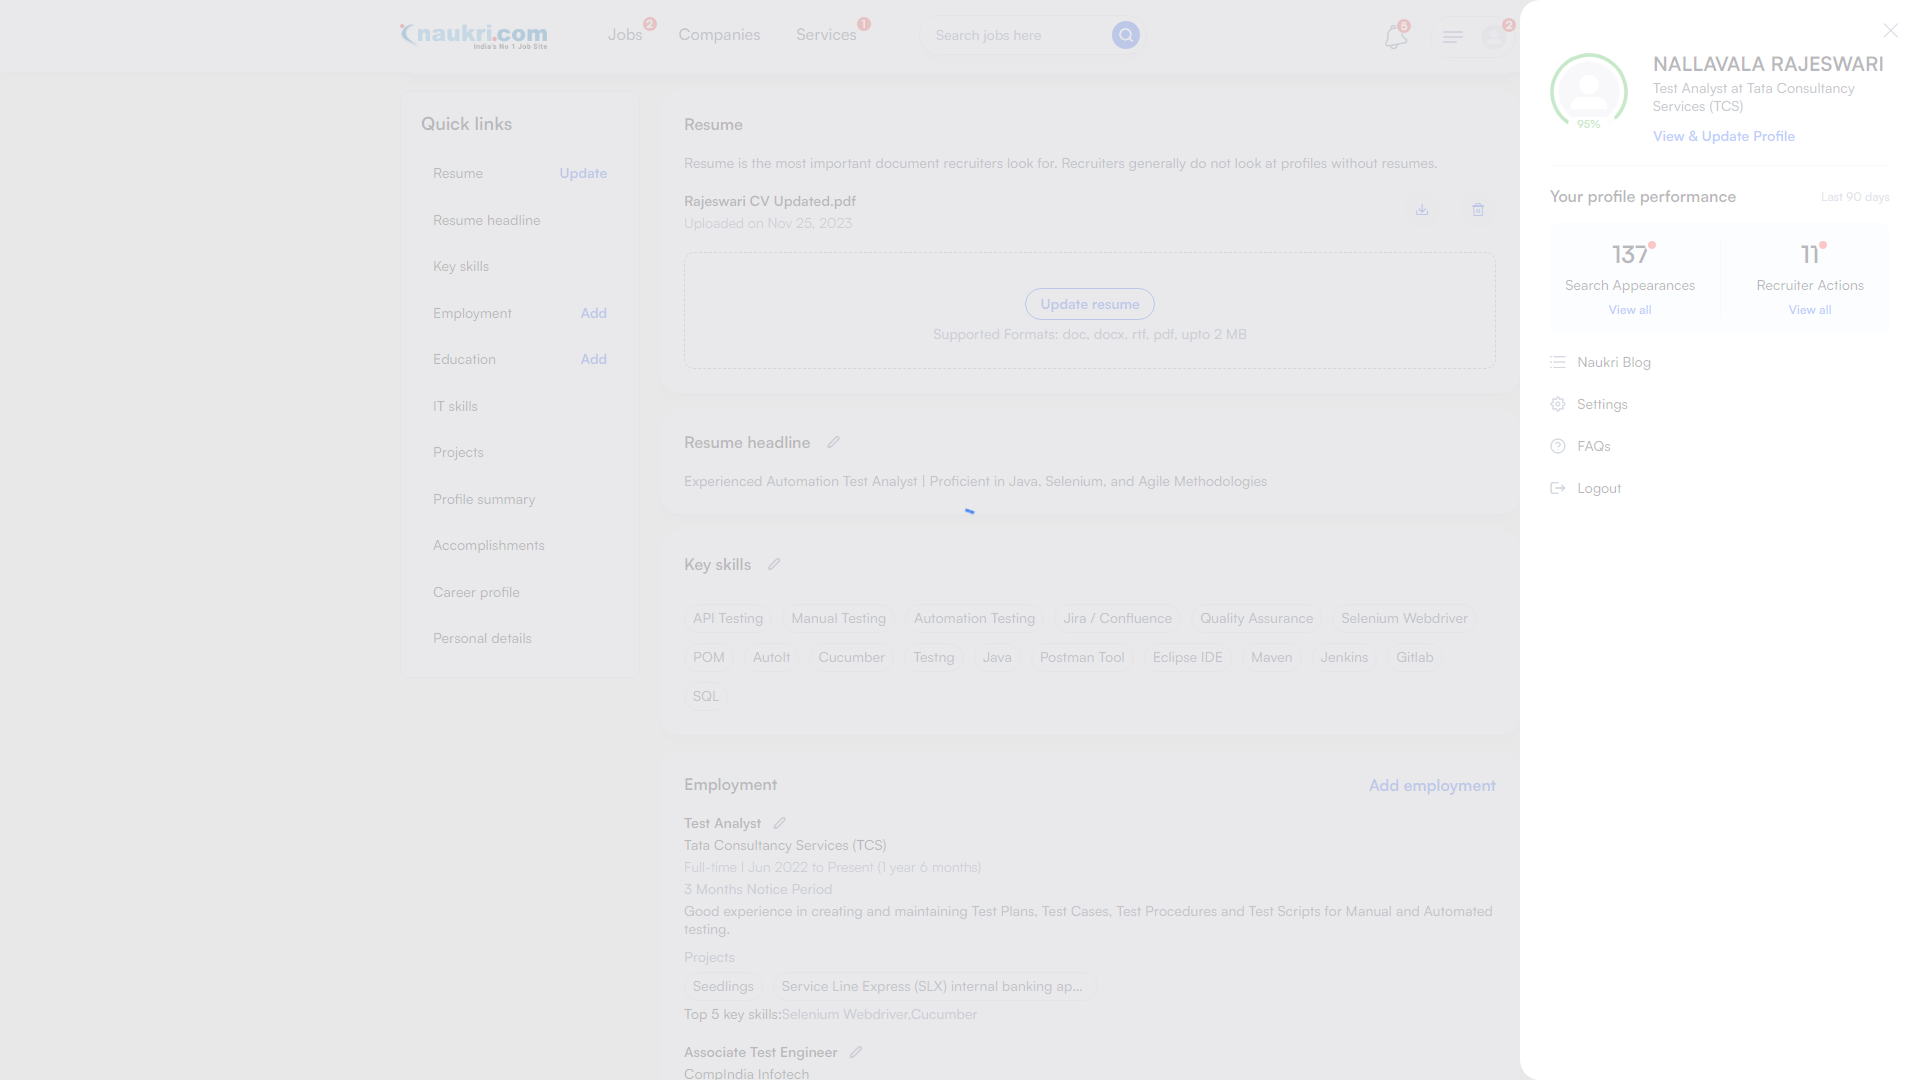 naukri.com
India's No 1 Job Site
Jobs
2
Companies
Services
1
Search jobs here
5
2
Quick links
Resume
Update
Resume headline
Key skills
Employment
Add
Education
Add
IT skills
Projects
Profile summary
Accomplishments
Career profile
Personal details
Resume
Resume is the most important document recruiters look for. Recruiters generally do not look at profiles without resumes.
Rajeswari CV Updated.pdf
Uploaded on Nov 25, 2023
Update resume
Supported Formats: doc, docx, rtf, pdf, upto 2 MB
Resume headline
Experienced Automation Test Analyst | Proficient in Java, Selenium, and Agile Methodologies
Key skills
API Testing
Manual Testing
Automation Testing
Jira / Confluence
Quality Assurance
Selenium Webdriver
POM
AutoIt
Cucumber
Testng
Java
Postman Tool
Eclipse IDE
Maven
Jenkins
Gitlab
SQL
Employment
Add employment
Test Analyst
Tata Consultancy Services (TCS)
Full-time | Jun 2022 to Present (1 year 6 months)
3 Months Notice Period
Good experience in creating and maintaining Test Plans, Test Cases, Test Procedures and Test Scripts for Manual and Automated
testing.
Projects
Seedlings
Service Line Express (SLX) internal banking ap...
Top 5 key skills:Selenium Webdriver,Cucumber
Associate Test Engineer
CompIndia Infotech
NALLAVALA RAJESWARI
Test Analyst at Tata Consultancy
Services (TCS)
95%
View & Update Profile
Your profile performance
Last 90 days
137
Search Appearances
View all
11
Recruiter Actions
View all
Naukri Blog
Settings
FAQs
Logout